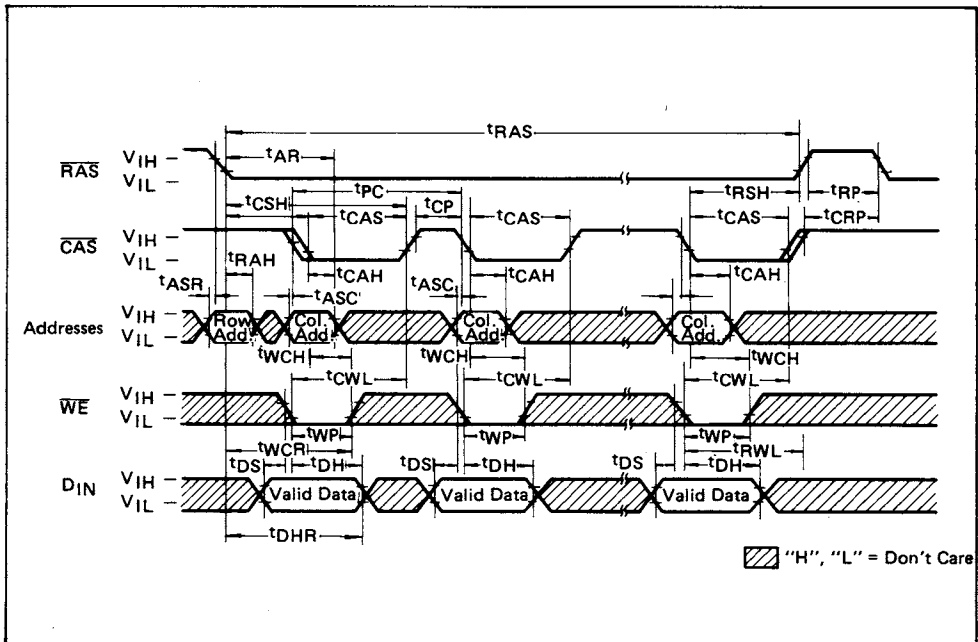 tRAS
tAR
RAS
VIH
VIL
tPC
tRSH
tRP
tCSH
tCAS
tCP
tCAS
tCAS
tCRP
CAS
VIH
VIL
tRAH
tCAH
tCAH
tCAH
tASR
tASC
tASC
Addresses
VIH
VIL
Row Add.
Col. Add.
Col. Add.
Col. Add.
tWCH
tWCH
tWCH
tCWL
tCWL
tCWL
WE
VIH
VIL
tWP
tWP
tWP
tWCR
tRWL
tDS
tDH
tDS
tDH
tDS
tDH
DIN
VIH
VIL
Valid Data
Valid Data
Valid Data
tDHR
"H", "L" = Don't Care